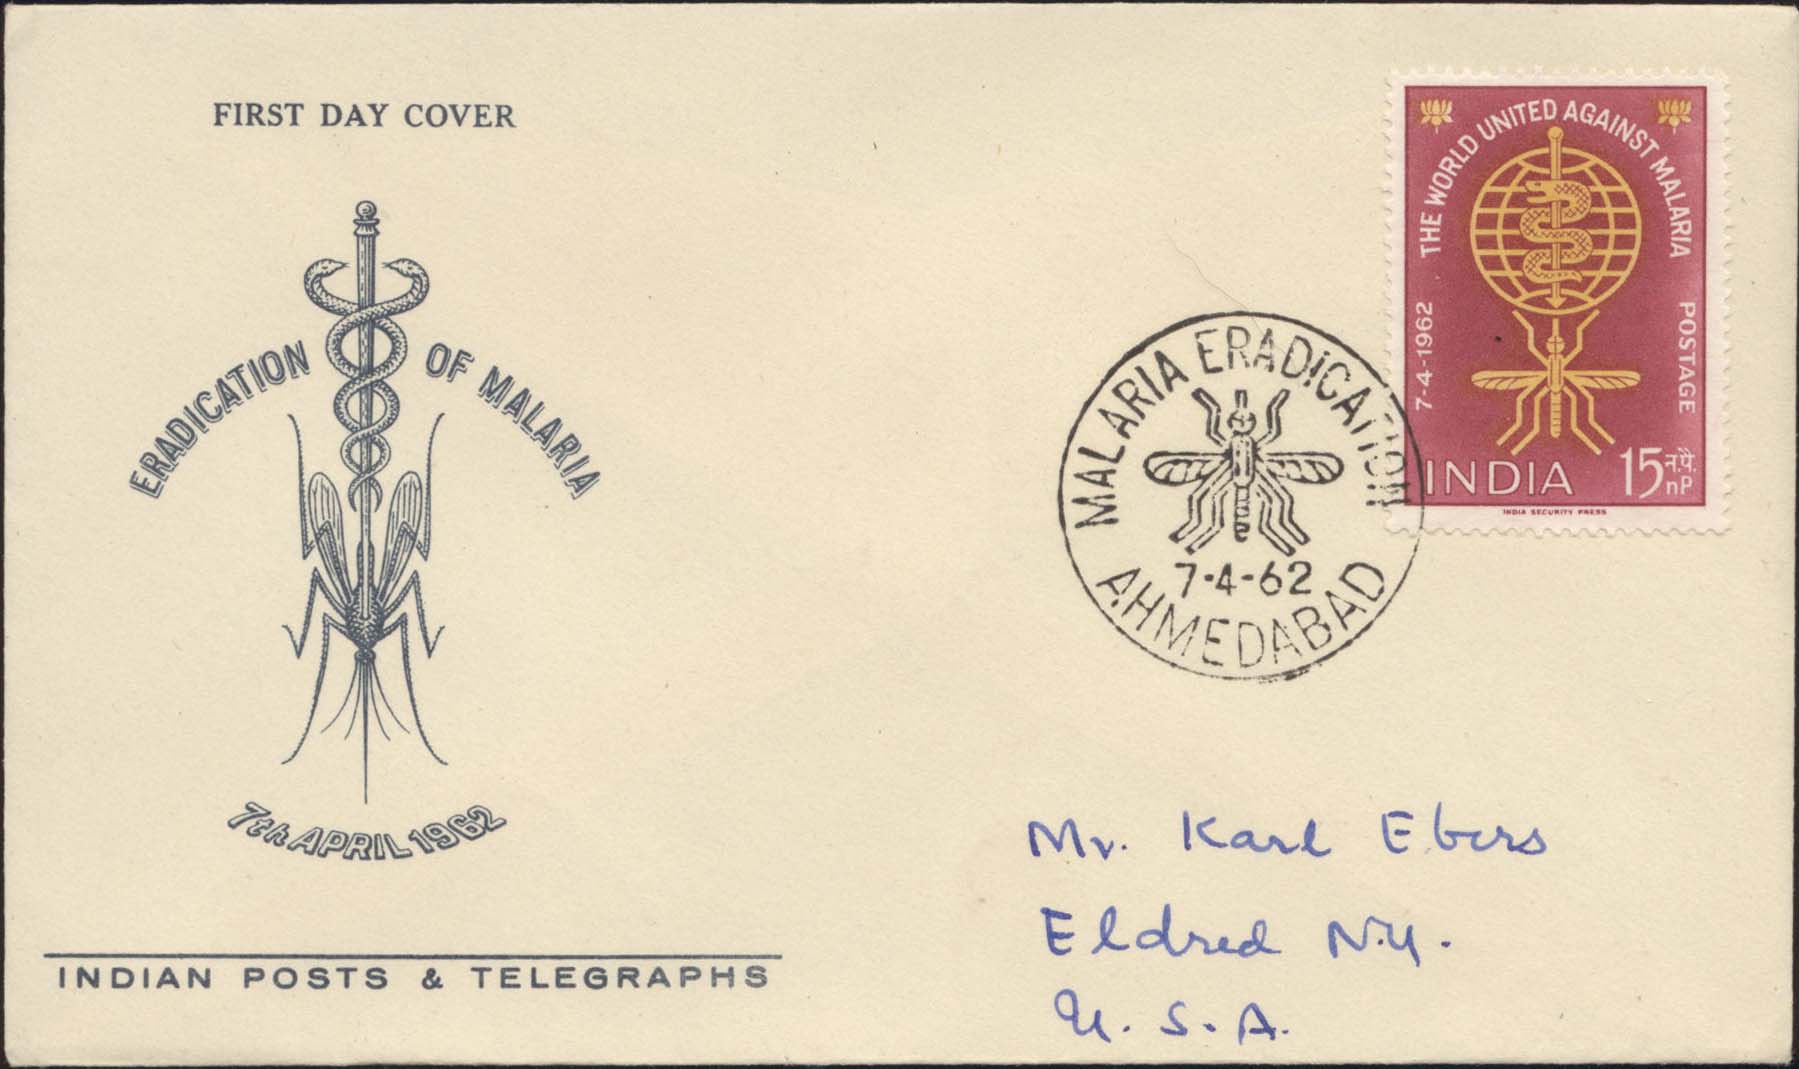 FIRST DAY COVER
ERADICATION OF MALARIA
7th APRIL 1962
INDIAN POSTS & TELEGRAPHS
THE WORLD UNITED AGAINST MALARIA
7-4-1962
POSTAGE
INDIA 15 न.पै. nP
INDIA SECURITY PRESS
MALARIA ERADICATION
7-4-62
AHMEDABAD
Mr. Karl Ebers
Eldred N.Y.
U. S. A.